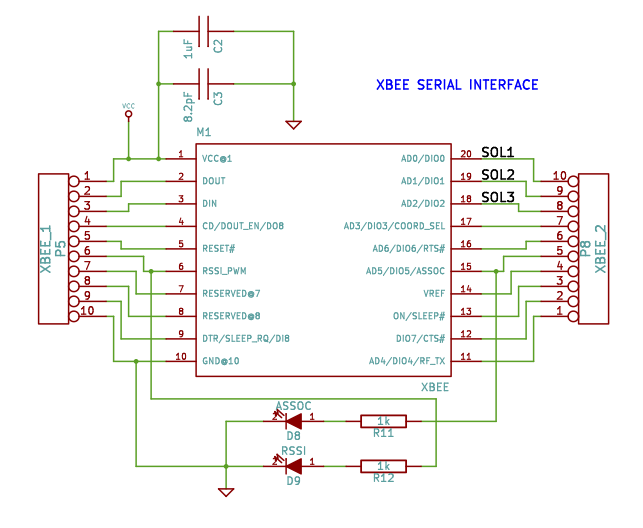 1uF
C2
XBEE SERIAL INTERFACE
8.2pF
C3
VCC
M1
1 VCC@1 AD0/DIO0 20 SOL1
2 DOUT AD1/DIO1 19 SOL2
3 DIN AD2/DIO2 18 SOL3
4 CD/DOUT_EN/DO8 AD3/DIO3/COORD_SEL 17
5 RESET# AD6/DIO6/RTS# 16
6 RSSI_PWM AD5/DIO5/ASSOC 15
7 RESERVED@7 VREF 14
8 RESERVED@8 ON/SLEEP# 13
9 DTR/SLEEP_RQ/DI8 DIO7/CTS# 12
10 GND@10 AD4/DIO4/RF_TX 11
XBEE
XBEE_1
P5
1
2
3
4
5
6
7
8
9
10
P8
XBEE_2
10
9
8
7
6
5
4
3
2
1
ASSOC
2 1
D8
1k
R11
RSSI
2 1
D9
1k
R12